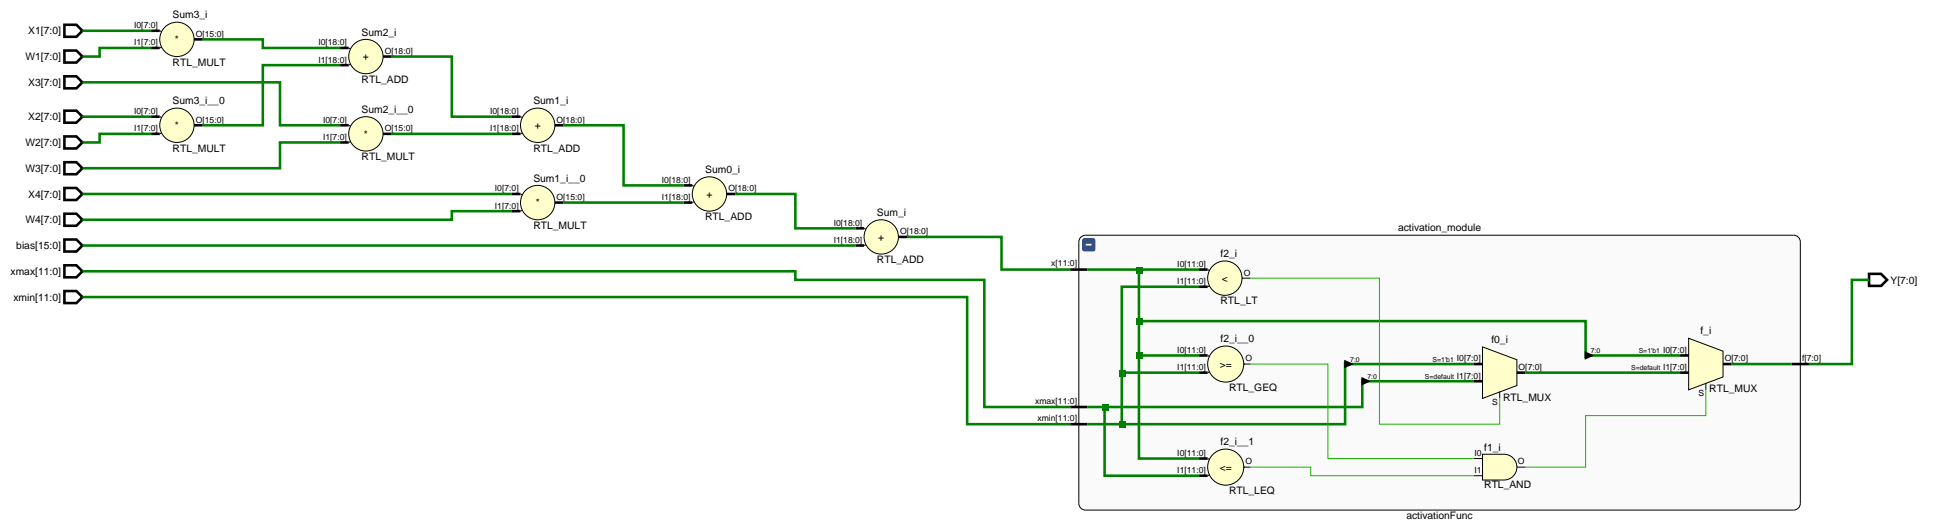 Sum3_i
X1[7:0]
I0[7:0]
O[15:0]
*
I1[7:0]
W1[7:0]
RTL_MULT
Sum2_i
I0[18:0]
O[18:0]
+
I1[18:0]
RTL_ADD
X3[7:0]
Sum3_i__0
X2[7:0]
I0[7:0]
O[15:0]
*
I1[7:0]
W2[7:0]
RTL_MULT
Sum2_i__0
I0[7:0]
O[15:0]
*
I1[7:0]
RTL_MULT
W3[7:0]
Sum1_i
I0[18:0]
O[18:0]
+
I1[18:0]
RTL_ADD
X4[7:0]
W4[7:0]
Sum1_i__0
I0[7:0]
O[15:0]
*
I1[7:0]
RTL_MULT
Sum0_i
I0[18:0]
O[18:0]
+
I1[18:0]
RTL_ADD
bias[15:0]
Sum_i
I0[18:0]
O[18:0]
+
I1[18:0]
RTL_ADD
xmax[11:0]
xmin[11:0]
activation_module
x[11:0]
f2_i
I0[11:0]
O
<
I1[11:0]
RTL_LT
f2_i__0
I0[11:0]
O
>=
I1[11:0]
RTL_GEQ
xmax[11:0]
xmin[11:0]
f2_i__1
I0[11:0]
O
<=
I1[11:0]
RTL_LEQ
f0_i
7:0
S=1'b1 I0[7:0]
O[7:0]
7:0
S=default I1[7:0]
S
RTL_MUX
f1_i
I0
O
I1
RTL_AND
f_i
7:0
S=1'b1 I0[7:0]
O[7:0]
S=default I1[7:0]
S
RTL_MUX
f[7:0]
Y[7:0]
activationFunc